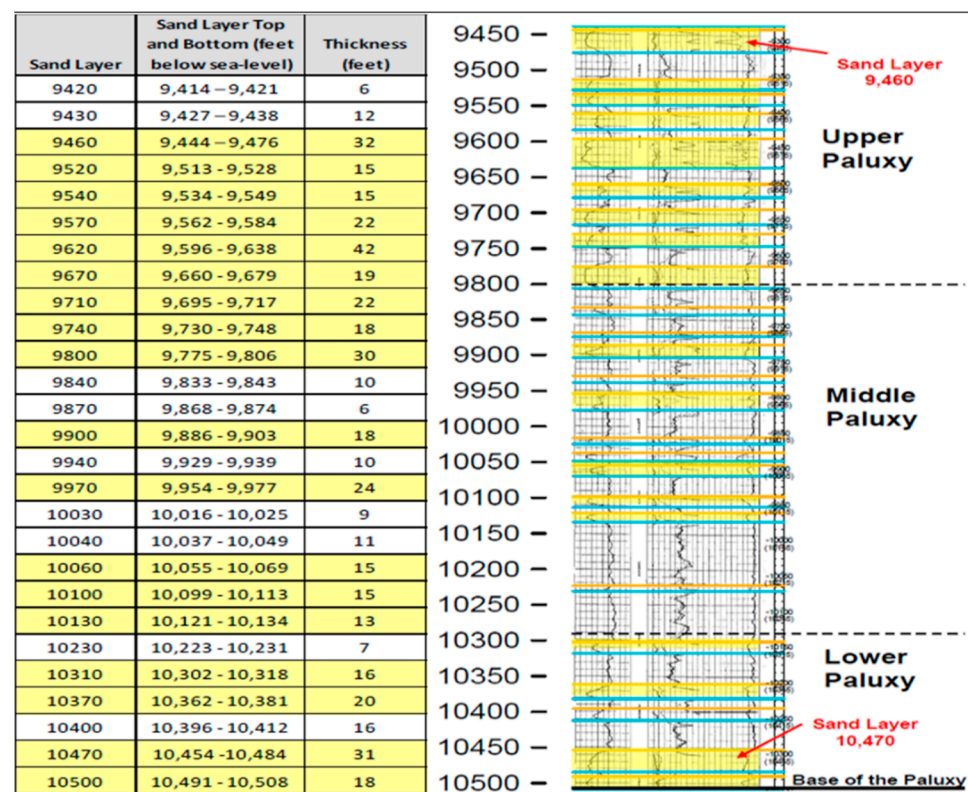 Sand Layer
Sand Layer Top
and Bottom (feet
below sea-level)
Thickness
(feet)
9420 9,414 – 9,421 6
9430 9,427 – 9,438 12
9460 9,444 – 9,476 32
9520 9,513 - 9,528 15
9540 9,534 - 9,549 15
9570 9,562 - 9,584 22
9620 9,596 - 9,638 42
9670 9,660 - 9,679 19
9710 9,695 - 9,717 22
9740 9,730 - 9,748 18
9800 9,775 - 9,806 30
9840 9,833 - 9,843 10
9870 9,868 - 9,874 6
9900 9,886 - 9,903 18
9940 9,929 - 9,939 10
9970 9,954 - 9,977 24
10030 10,016 - 10,025 9
10040 10,037 - 10,049 11
10060 10,055 - 10,069 15
10100 10,099 - 10,113 15
10130 10,121 - 10,134 13
10230 10,223 - 10,231 7
10310 10,302 - 10,318 16
10370 10,362 - 10,381 20
10400 10,396 - 10,412 16
10470 10,454 -10,484 31
10500 10,491 - 10,508 18
9450 –
9500 –
9550 –
9600 –
9650 –
9700 –
9750 –
9800 –
9850 –
9900 –
9950 –
10000 –
10050 –
10100 –
10150 –
10200 –
10250 –
10300 –
10350 –
10400 –
10450 –
10500 –
Sand Layer
9,460
Upper
Paluxy
Middle
Paluxy
Lower
Paluxy
Sand Layer
10,470
Base of the Paluxy